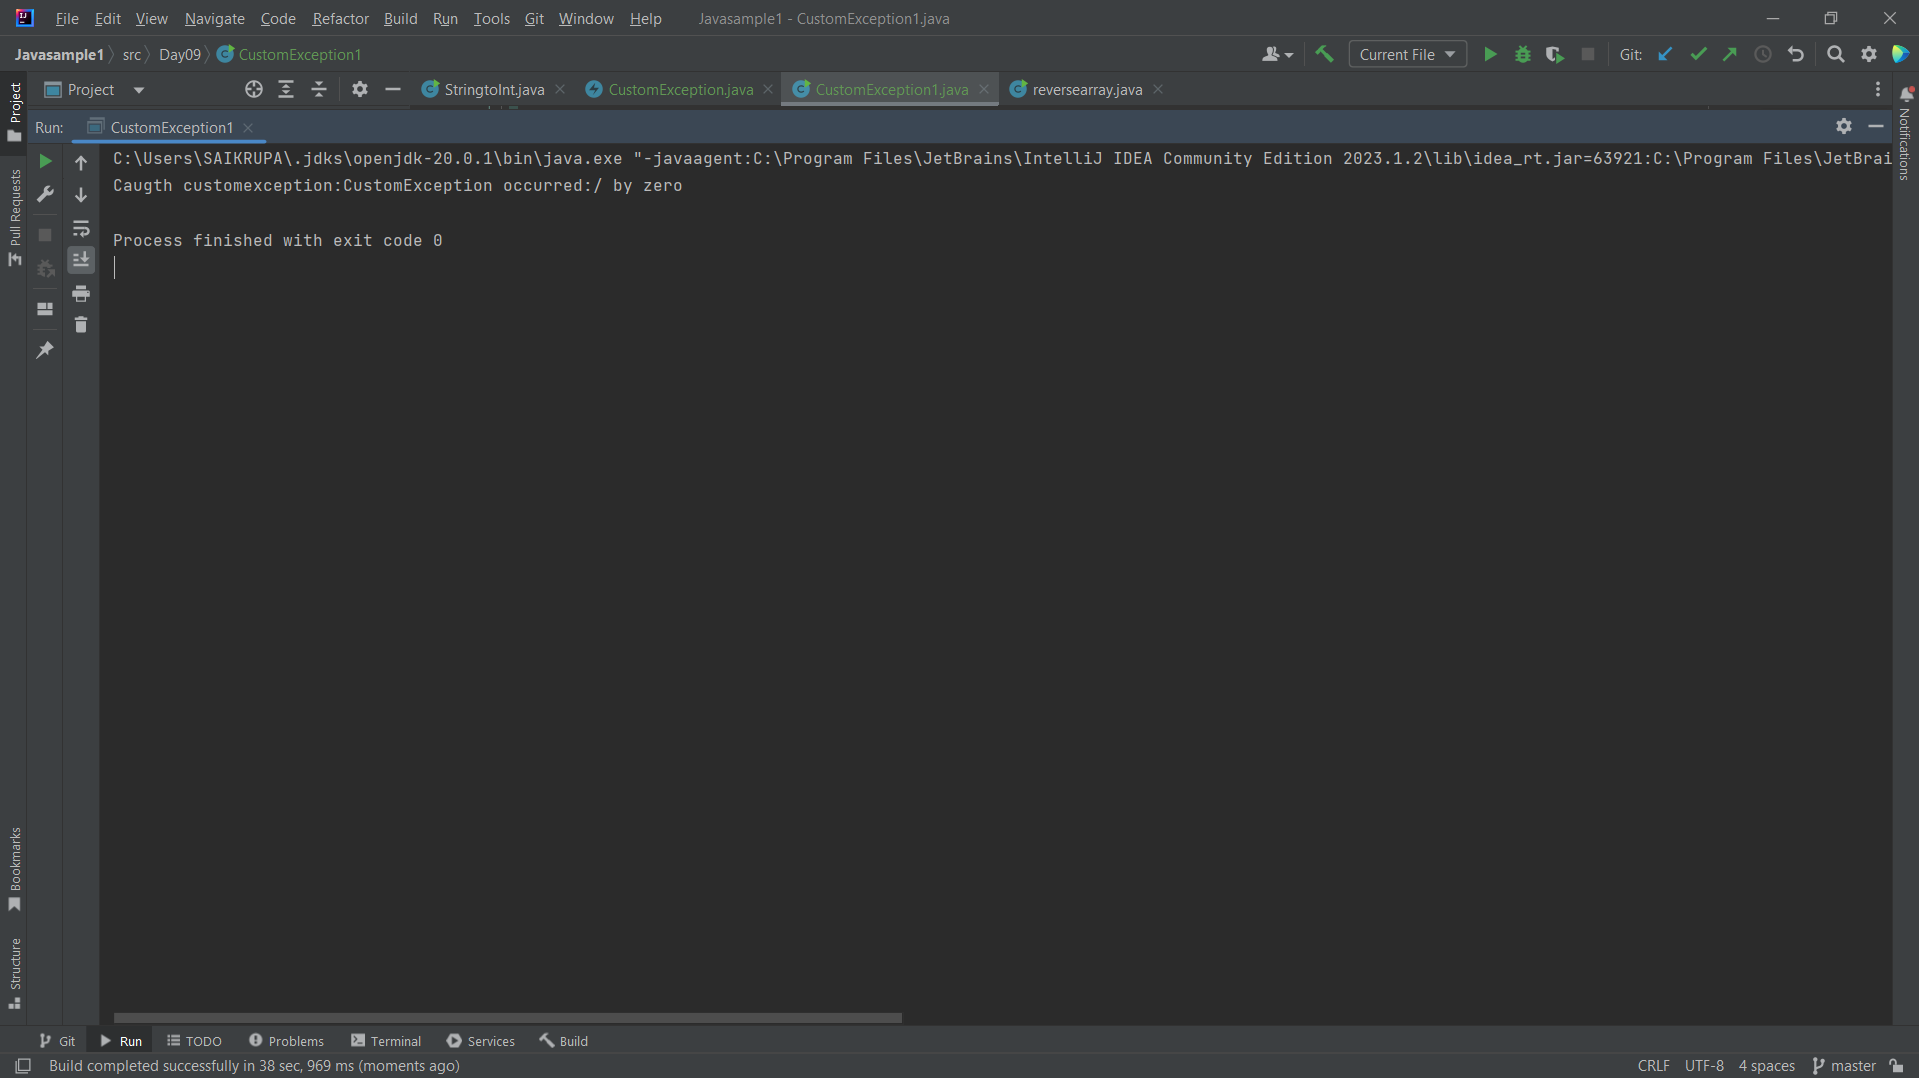 File Edit View Navigate Code Refactor Build Run Tools Git Window Help Javasample1 - CustomException1.java
Javasample1 src Day09 CustomException1 Current File Git:
Project StringtoInt.java CustomException.java CustomException1.java reversearray.java
Run: CustomException1
C:\Users\SAIKRUPA\.jdks\openjdk-20.0.1\bin\java.exe "-javaagent:C:\Program Files\JetBrains\IntelliJ IDEA Community Edition 2023.1.2\lib\idea_rt.jar=63921:C:\Program Files\JetBrai
Caugth customexception:CustomException occurred:/ by zero
Process finished with exit code 0
Project
Pull Requests
Bookmarks
Structure
Notifications
Git Run TODO Problems Terminal Services Build
Build completed successfully in 38 sec, 969 ms (moments ago) CRLF UTF-8 4 spaces master